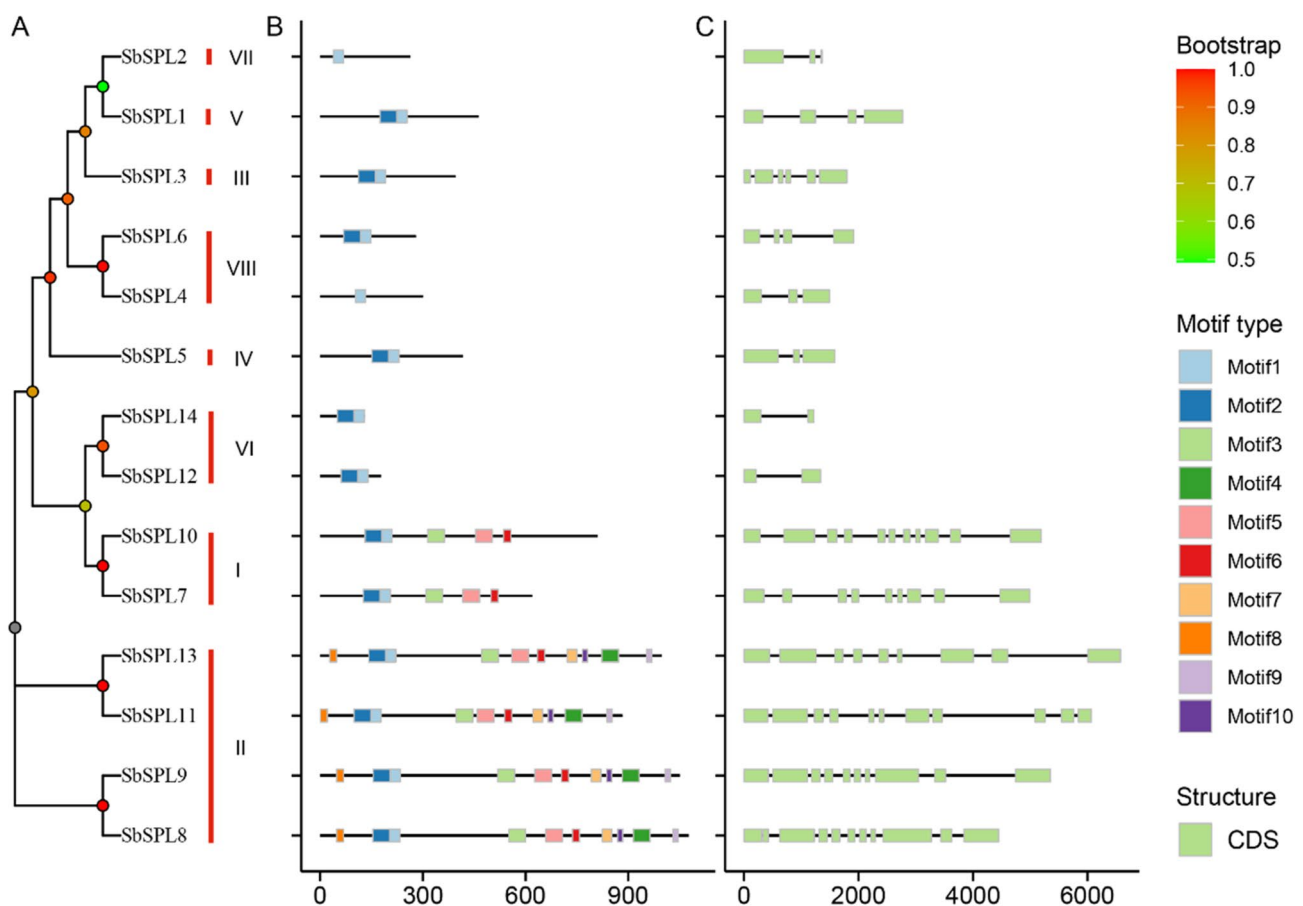 A
B
C
SbSPL2 VII
SbSPL1 V
SbSPL3 III
SbSPL6
VIII
SbSPL4
SbSPL5 IV
SbSPL14
VI
SbSPL12
SbSPL10
I
SbSPL7
SbSPL13
SbSPL11
II
SbSPL9
SbSPL8
0 300 600 900
0 2000 4000 6000
Bootstrap
1.0
0.9
0.8
0.7
0.6
0.5
Motif type
Motif1
Motif2
Motif3
Motif4
Motif5
Motif6
Motif7
Motif8
Motif9
Motif10
Structure
CDS